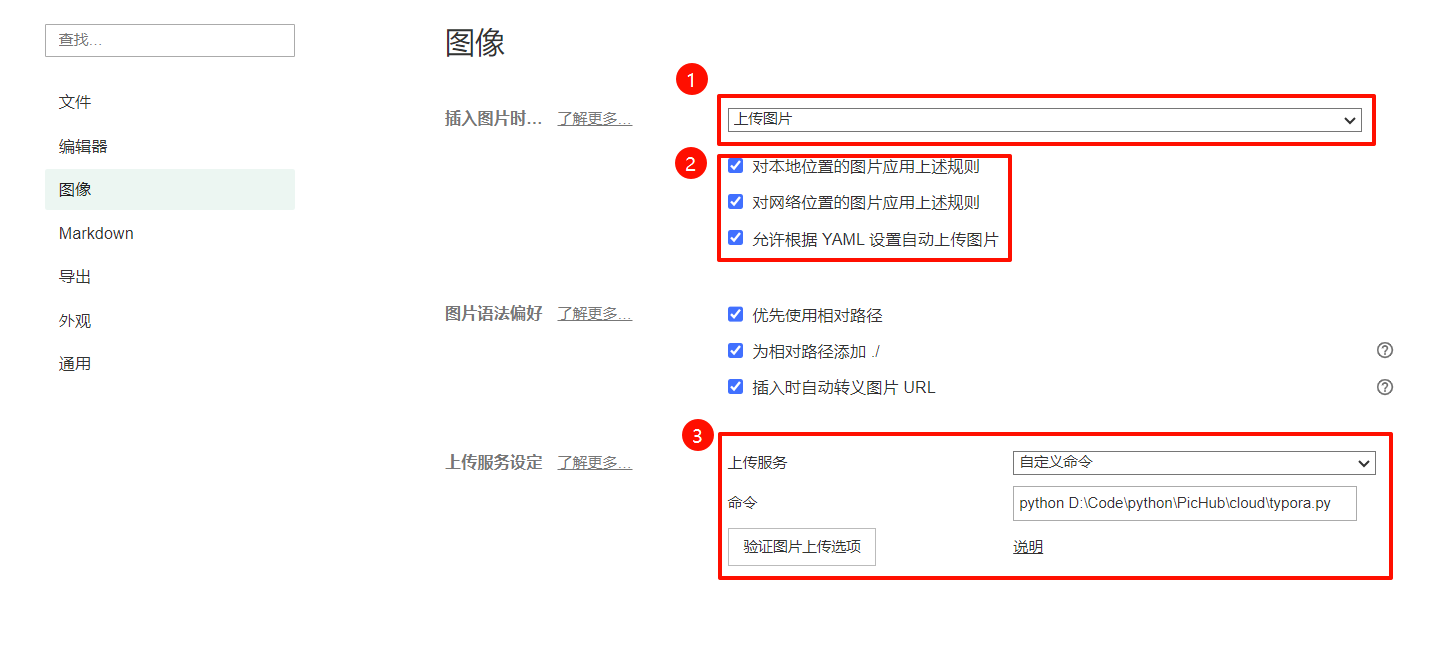 查找...
文件
编辑器
图像
Markdown
导出
外观
通用
图像
1
插入图片时... 了解更多... 上传图片
2
对本地位置的图片应用上述规则
对网络位置的图片应用上述规则
允许根据 YAML 设置自动上传图片
图片语法偏好 了解更多... 优先使用相对路径
为相对路径添加 ./ ?
插入时自动转义图片 URL ?
3
上传服务设定 了解更多... 上传服务 自定义命令
命令 python D:\Code\python\PicHub\cloud\typora.py
验证图片上传选项 说明